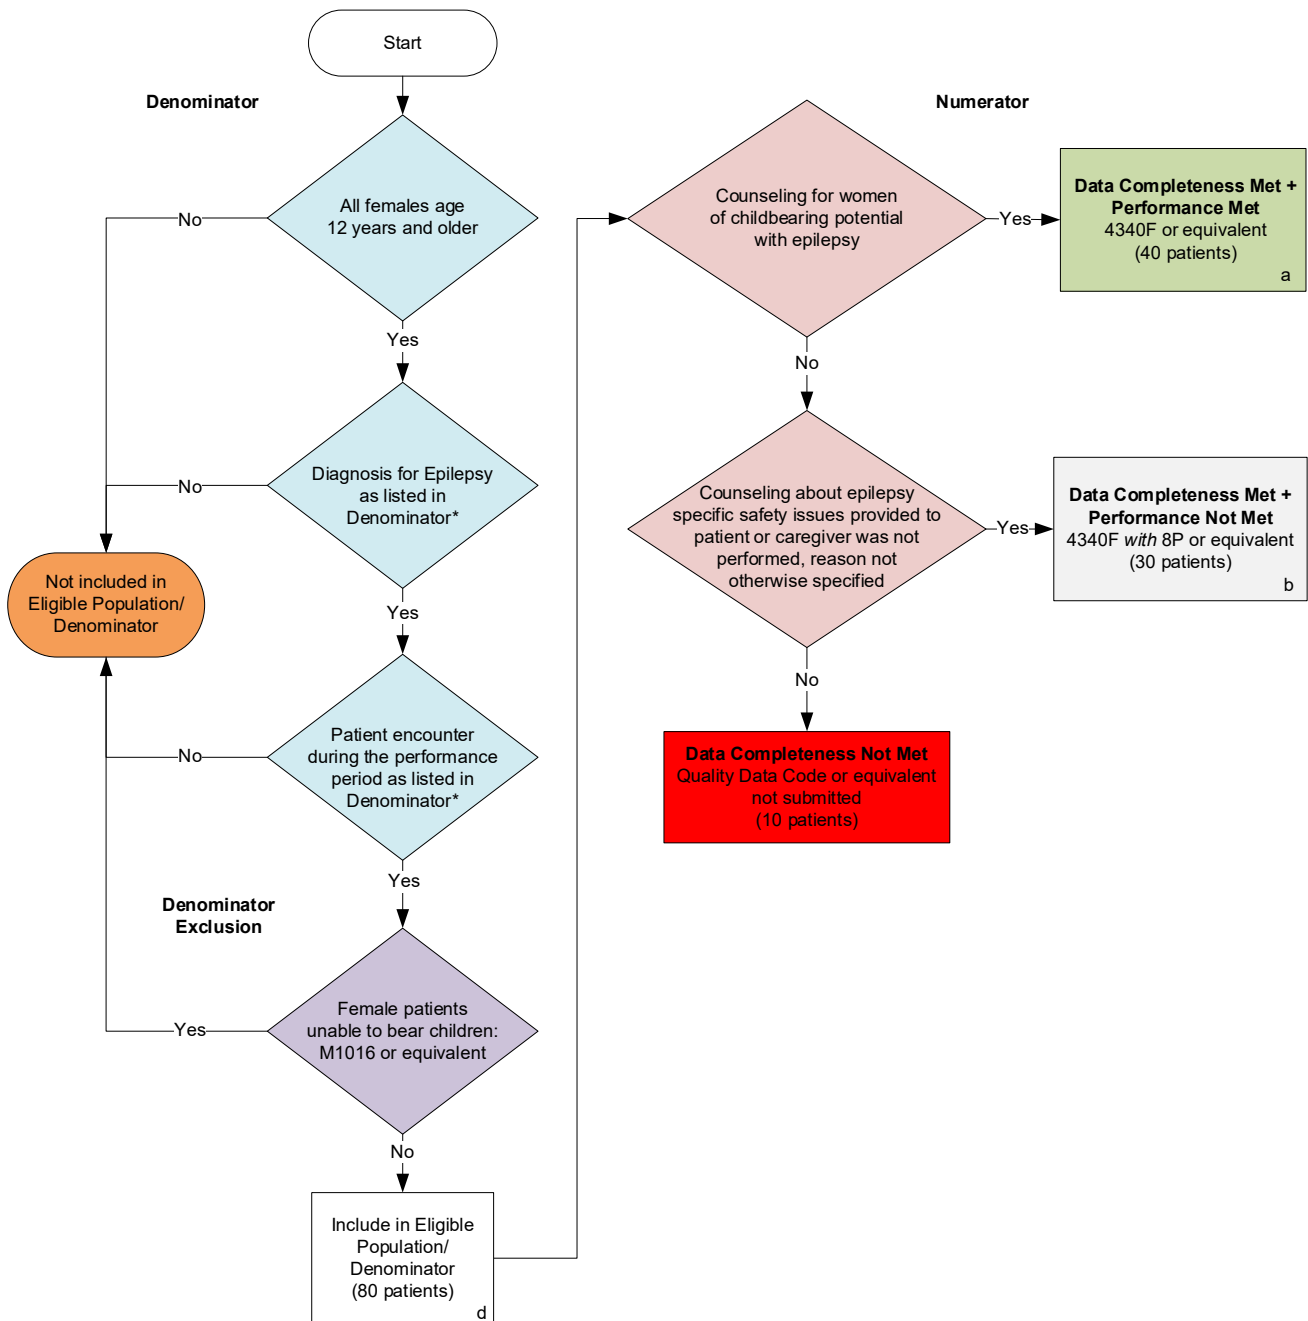 Start
Denominator
All females age
12 years and older
No
Yes
Diagnosis for Epilepsy
as listed in
Denominator*
No
Yes
Not included in
Eligible Population/
Denominator
Patient encounter
during the performance
period as listed in
Denominator*
No
Yes
Denominator
Exclusion
Female patients
unable to bear children:
M1016 or equivalent
Yes
No
Include in Eligible
Population/
Denominator
(80 patients)
d
Numerator
Counseling for women
of childbearing potential
with epilepsy
Yes
Data Completeness Met +
Performance Met
4340F or equivalent
(40 patients)
a
No
Counseling about epilepsy
specific safety issues provided to
patient or caregiver was not
performed, reason not
otherwise specified
Yes
Data Completeness Met +
Performance Not Met
4340F with 8P or equivalent
(30 patients)
b
No
Data Completeness Not Met
Quality Data Code or equivalent
not submitted
(10 patients)